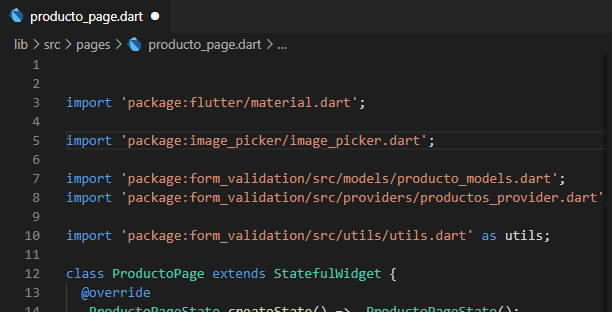 producto_page.dart
lib > src > pages > producto_page.dart > ...
1
2
3 import 'package:flutter/material.dart';
4
5 import 'package:image_picker/image_picker.dart';
6
7 import 'package:form_validation/src/models/producto_models.dart';
8 import 'package:form_validation/src/providers/productos_provider.dart'
9
10 import 'package:form_validation/src/utils/utils.dart' as utils;
11
12 class ProductoPage extends StatefulWidget {
13 @override
14 _ProductoPageState createState() => _ProductoPageState();